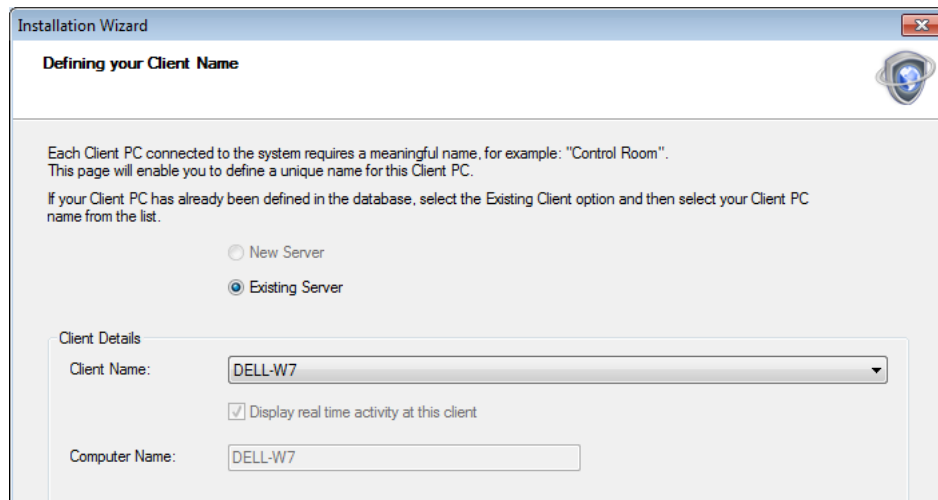 Installation Wizard
Defining your Client Name
Each Client PC connected to the system requires a meaningful name, for example: "Control Room".
This page will enable you to define a unique name for this Client PC.
If your Client PC has already been defined in the database, select the Existing Client option and then select your Client PC
name from the list.
New Server
Existing Server
Client Details
Client Name:
DELL-W7
Display real time activity at this client
Computer Name:
DELL-W7